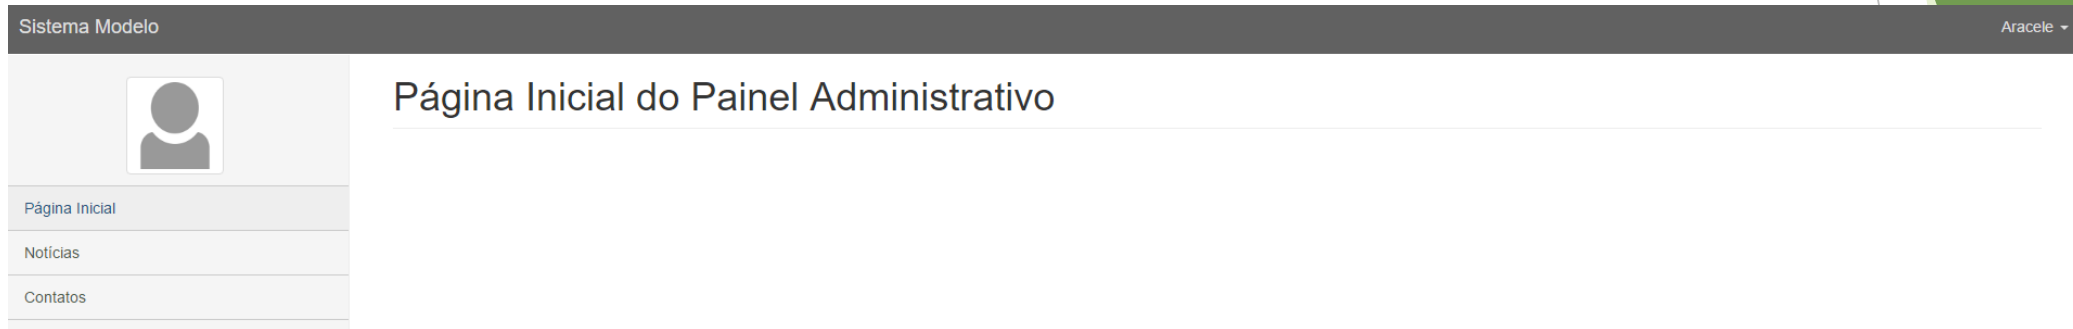 Sistema Modelo
Aracele
Página Inicial do Painel Administrativo
Página Inicial
Notícias
Contatos